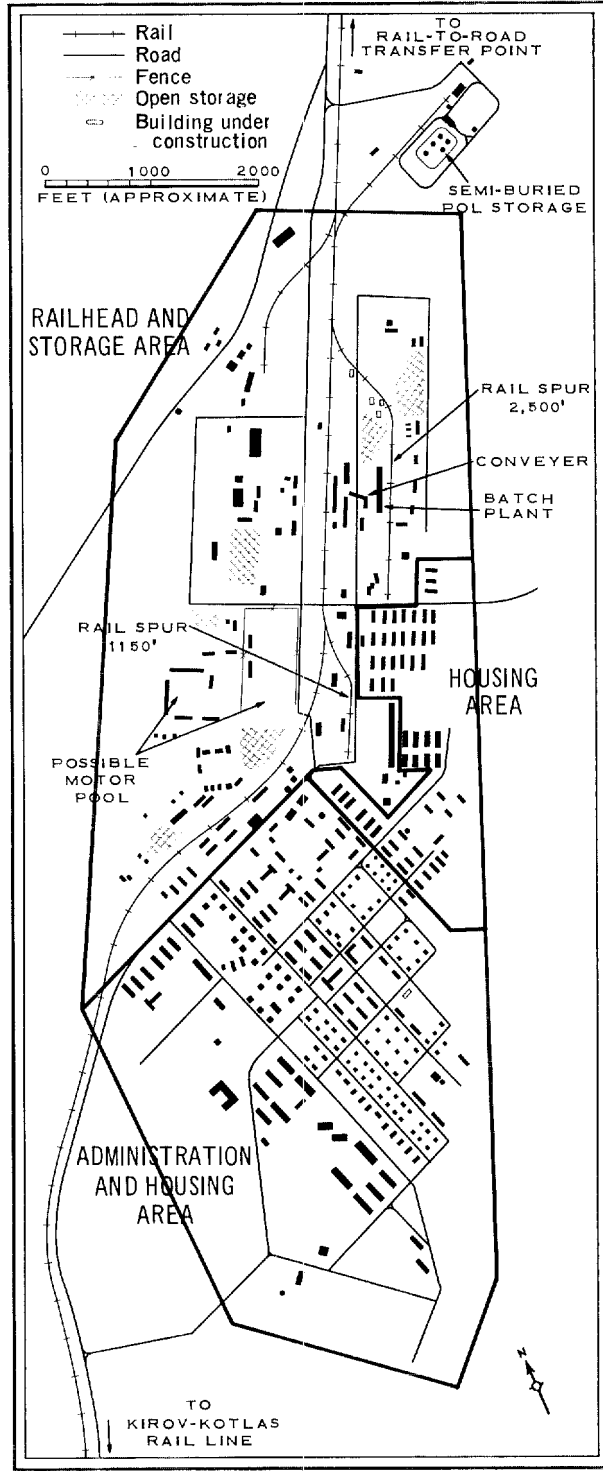 TO
RAIL-TO-ROAD
TRANSFER POINT
Rail
Road
Fence
Open storage
Building under
construction
0 1000 2000
FEET (APPROXIMATE)
SEMI-BURIED
POL STORAGE
RAILHEAD AND
STORAGE AREA
RAIL SPUR
2,500'
CONVEYER
BATCH
PLANT
RAIL SPUR
1150'
HOUSING
AREA
POSSIBLE
MOTOR
POOL
ADMINISTRATION
AND HOUSING
AREA
N
TO
KIROV-KOTLAS
RAIL LINE